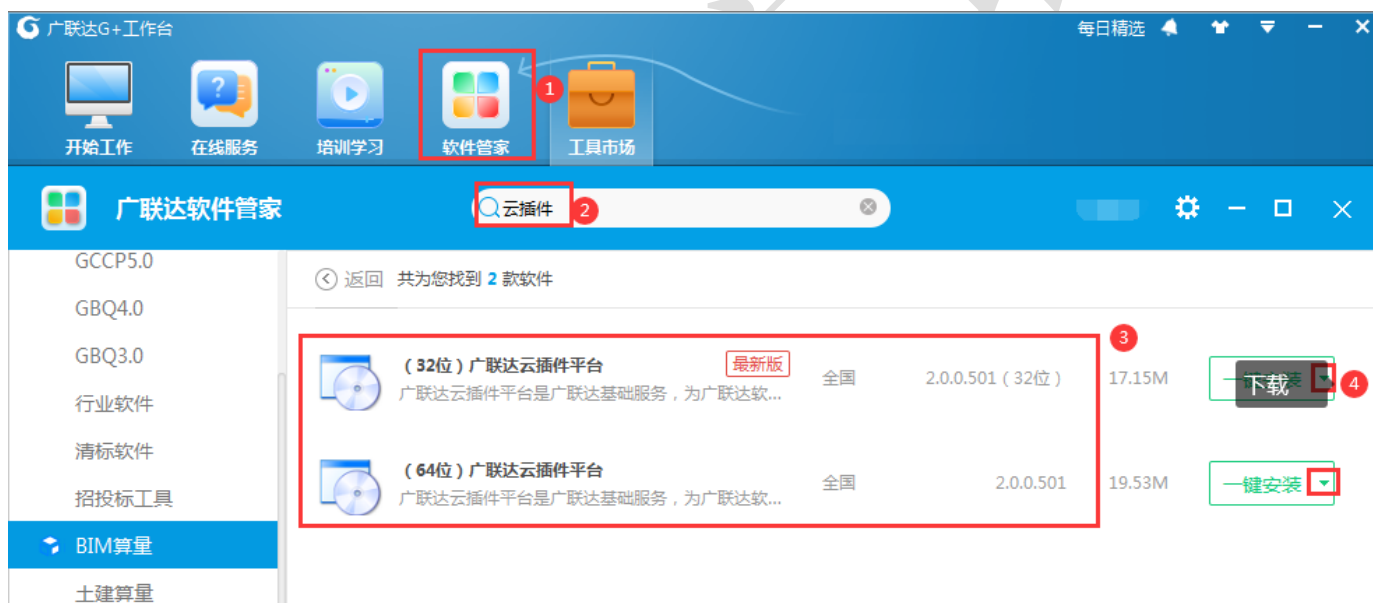 广联达G+工作台
每日精选
开始工作
在线服务
培训学习
软件管家
1
工具市场
广联达软件管家
云插件
2
GCCP5.0
GBQ4.0
GBQ3.0
行业软件
清标软件
招投标工具
BIM算量
土建算量
返回 共为您找到 2 款软件
3
(32位)广联达云插件平台
最新版
广联达云插件平台是广联达基础服务,为广联达软...
全国
2.0.0.501(32位)
17.15M
下载
4
(64位)广联达云插件平台
广联达云插件平台是广联达基础服务,为广联达软...
全国
2.0.0.501
19.53M
一键安装